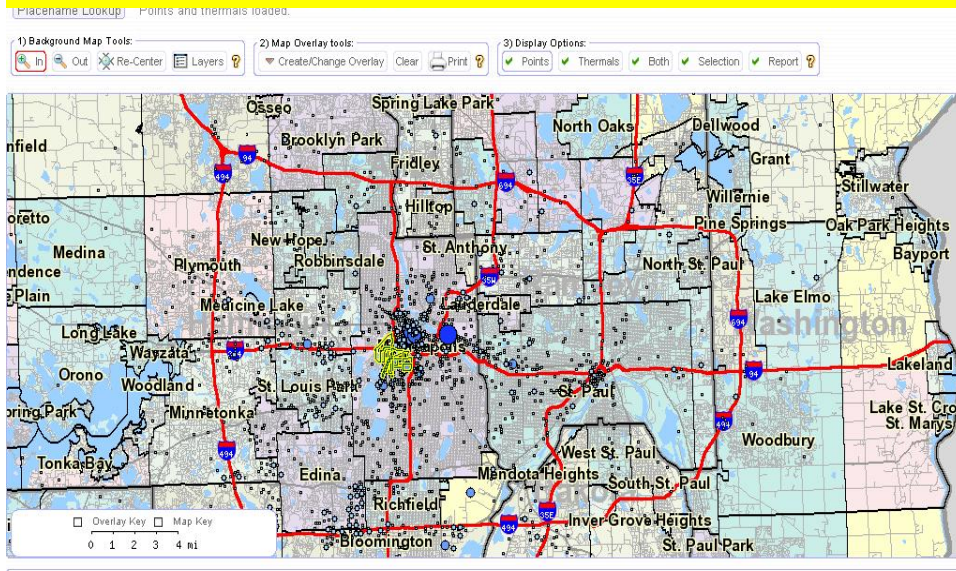 Placename Lookup Points and thermals loaded.
1) Background Map Tools: 2) Map Overlay tools: 3) Display Options:
In Out Re-Center Layers ? Create/Change Overlay Clear Print ? Points Thermals Both Selection Report ?
Osseo Spring Lake Park
Brooklyn Park North Oaks Dellwood
nfield 94 Fridley Grant
494 694 35E Stillwater
Hilltop Willernie
oretto New Hope Pine Springs Oak Park Heights
Medina Robbinsdale St. Anthony Bayport
ndence Plymouth 35W North St. Paul
e Plain Medicine Lake Lauderdale Lake Elmo
Long Lake 694 Washington
Wayzata
Orono Woodland St. Louis Park 94 Lakeland
St. Paul
pring Park Minnetonka Lake St. Cro
494 St. Marys
494 Woodbury
Tonka Bay West St. Paul
Edina Mendota Heights South St. Paul
Richfield
494 35E Inver Grove Heights
Bloomington St. Paul Park
Overlay Key Map Key
0 1 2 3 4 mi